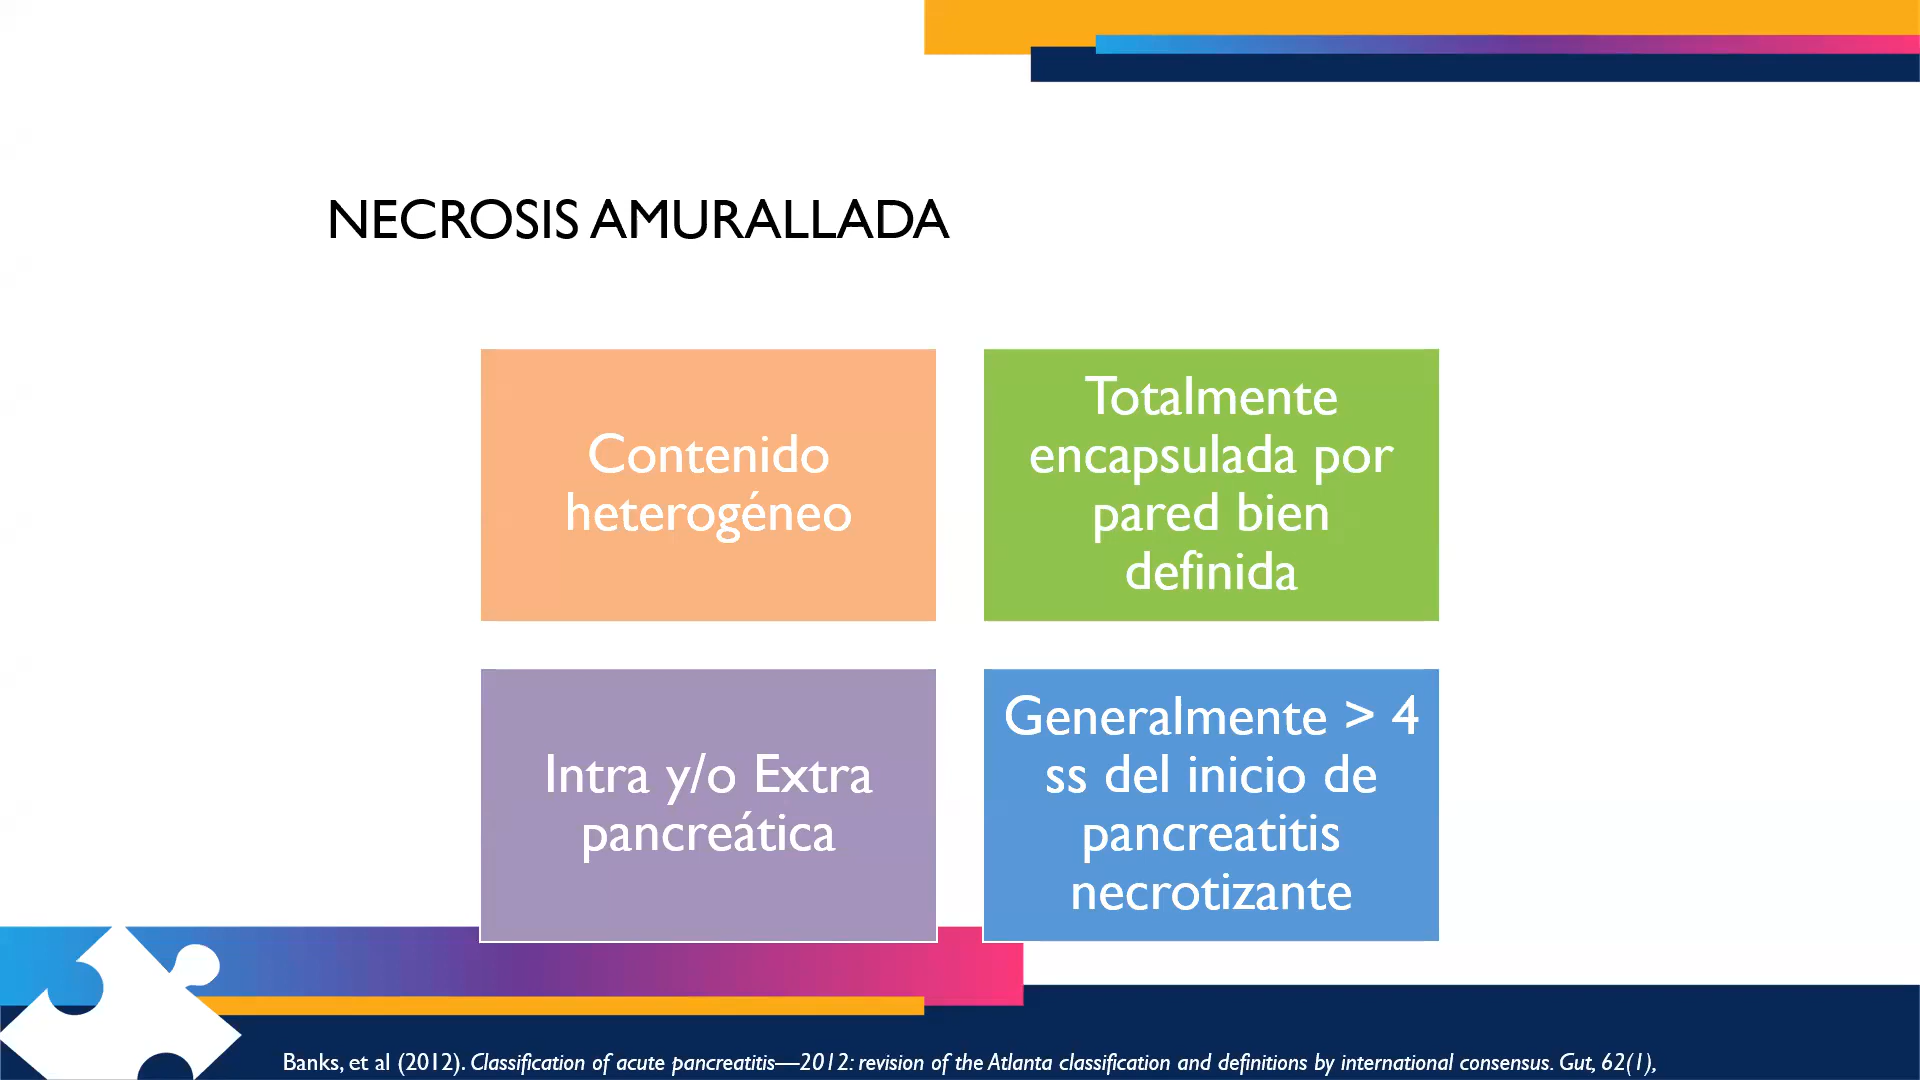 NECROSIS AMURALLADA
Contenido
heterogéneo
Totalmente
encapsulada por
pared bien
definida
Intra y/o Extra
pancreática
Generalmente > 4
ss del inicio de
pancreatitis
necrotizante
Banks, et al (2012). Classification of acute pancreatitis—2012: revision of the Atlanta classification and definitions by international consensus. Gut, 62(1),